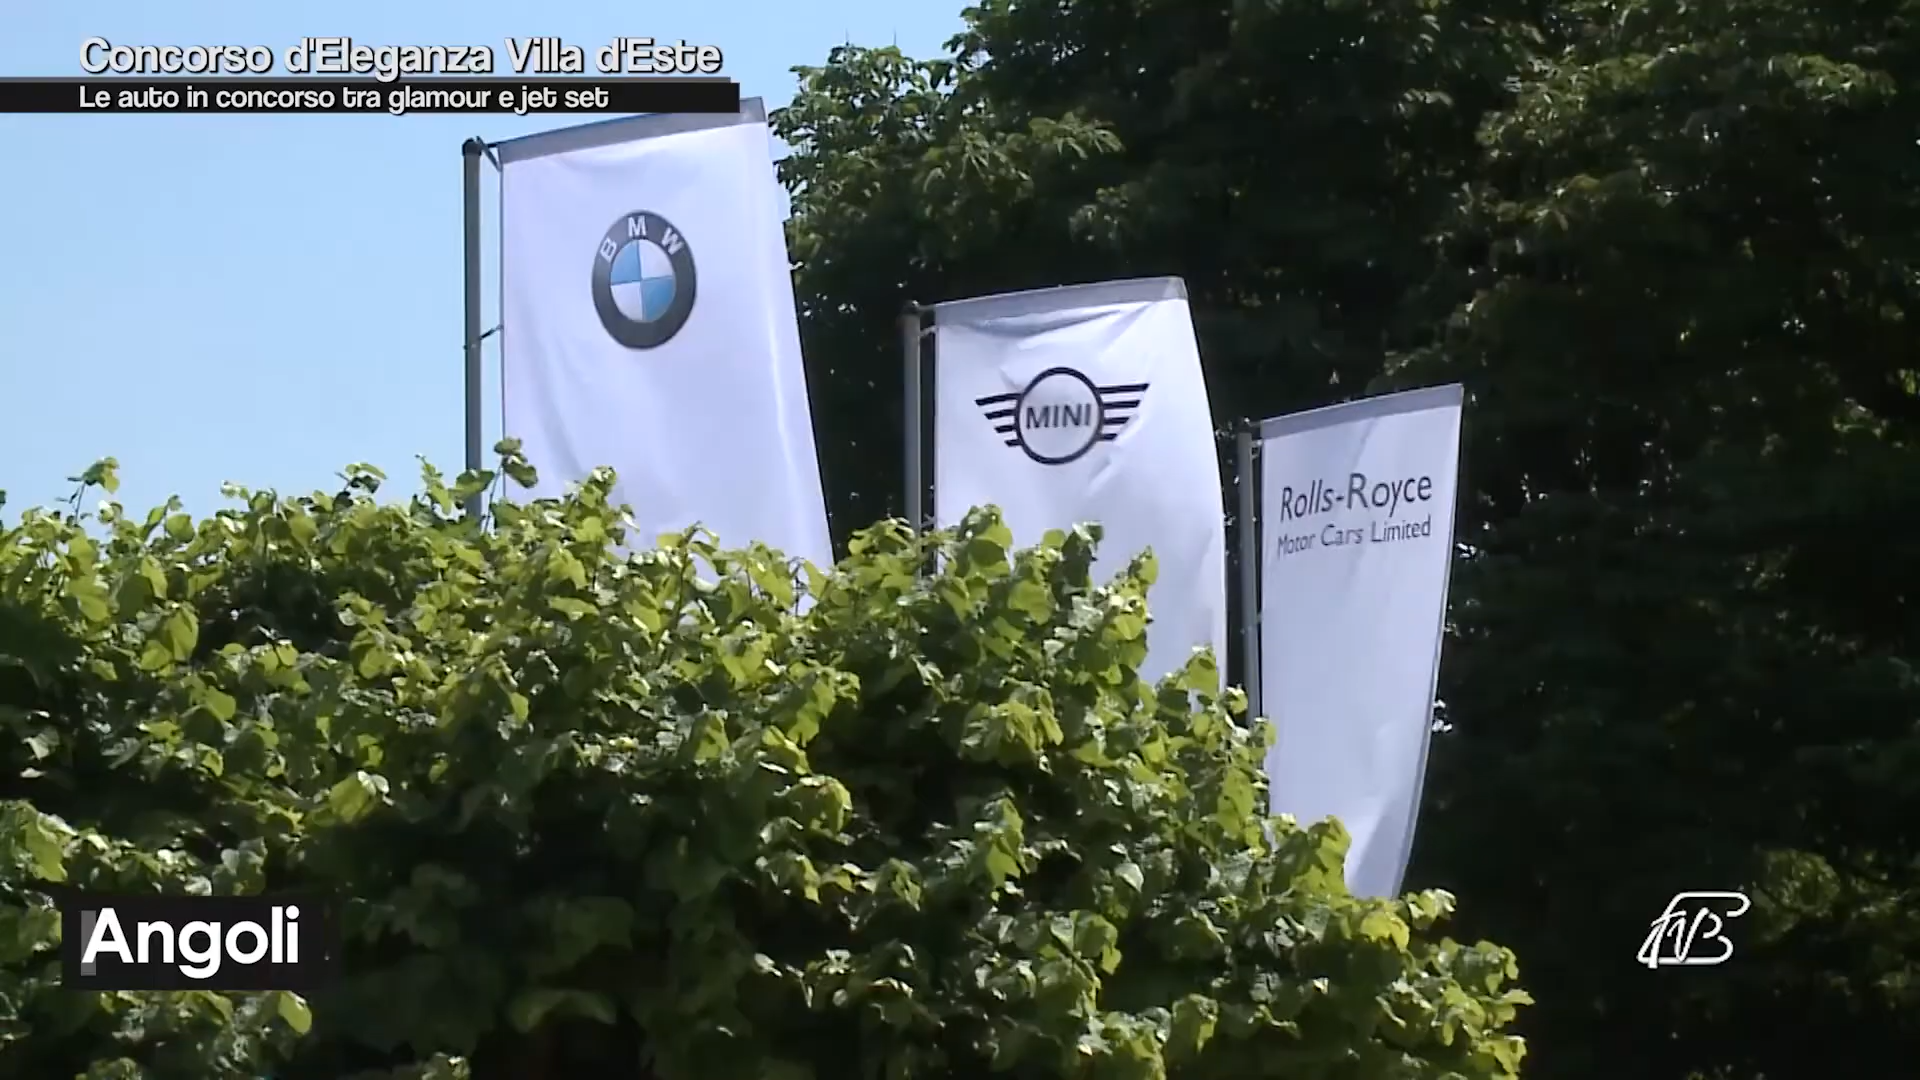 Concorso d'Eleganza Villa d'Este
Le auto in concorso tra glamour e jet set
BMW
MINI
Rolls-Royce
Motor Cars Limited
Angoli